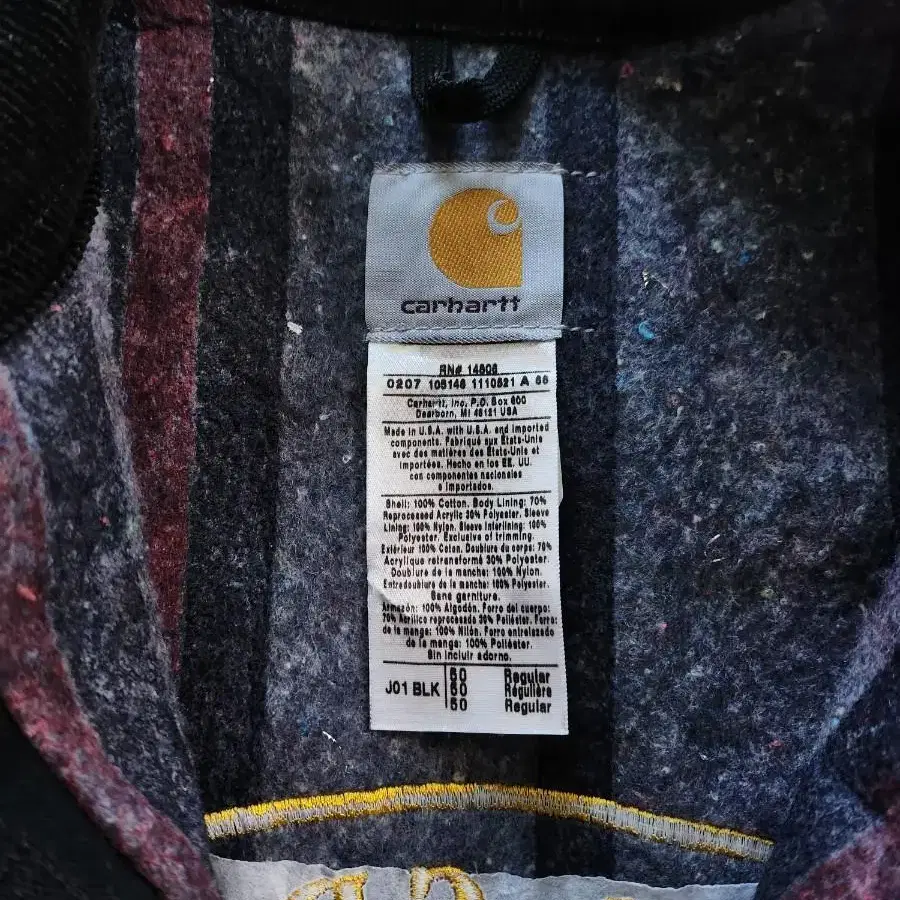 carhartt
RN# 14806
0207 105146 1110521 A 66
Carhartt, Inc. P.O. Box 600
Dearborn, MI 48121 USA
Made in U.S.A. with U.S.A. and imported
components. Fabriqué aux États-Unis
avec des matières des États-Unis et
importées. Hecho en los EE. UU.
con componentes nacionales
e importados.
Shell: 100% Cotton. Body Lining: 70%
Reprocessed Acrylic 30% Polyester. Sleeve
Lining: 100% Nylon. Sleeve Interlining: 100%
Polyester. Exclusive of trimming.
Extérieur 100% Coton. Doublure du corps: 70%
Acrylique retransformé 30% Polyester.
Doublure de la manche: 100% Nylon.
Entredoublure de la manche: 100% Polyester.
Sans garniture.
Armazón: 100% Algodón. Forro del cuerpo:
70% Acrílico reprocesado 30% Poliéster. Forro
de la manga: 100% Nilón. Forro entrelazado
de la manga: 100% Poliéster.
Sin incluir adorno.
J01 BLK
50 Regular
50 Régulière
50 Regular